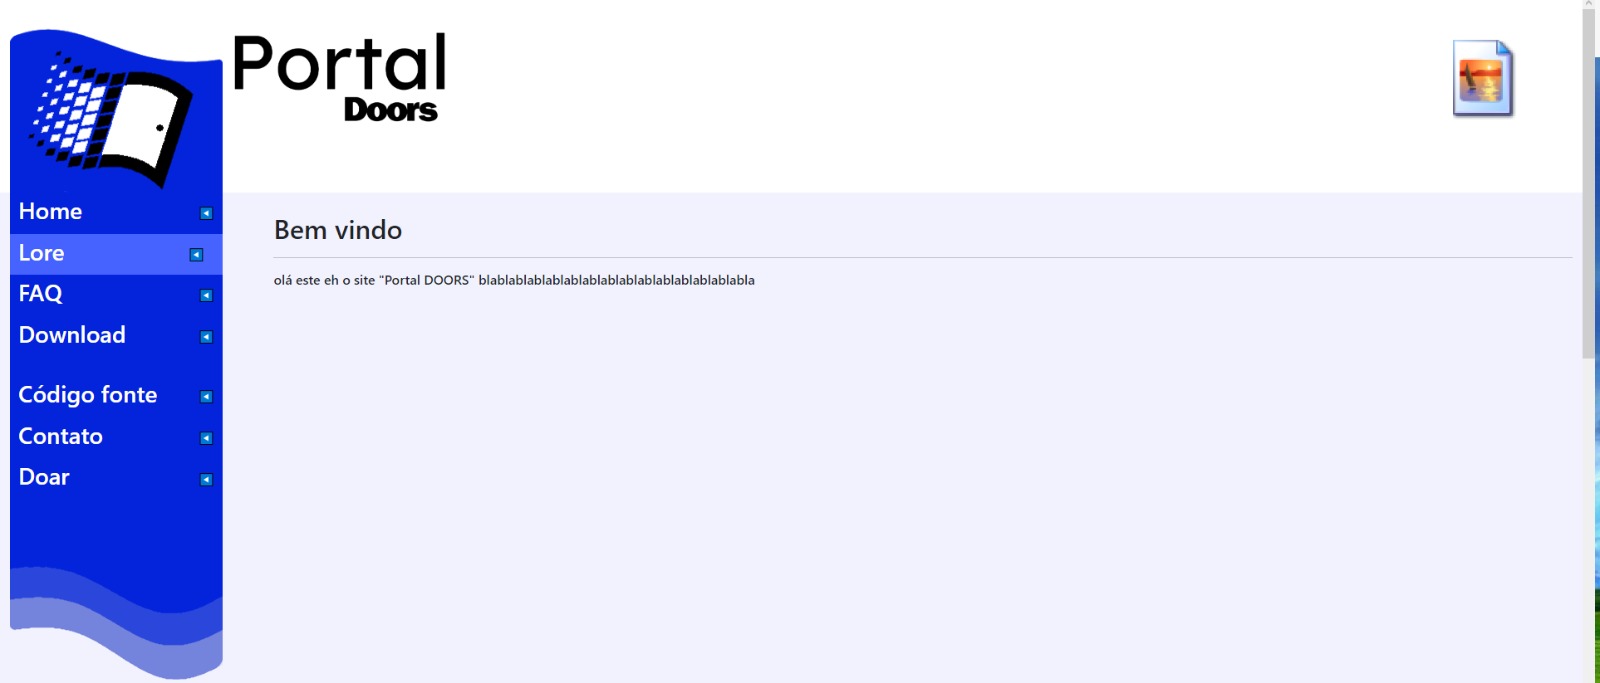 Portal
Doors
Home
Lore
FAQ
Download
Código fonte
Contato
Doar
Bem vindo
olá este eh o site "Portal DOORS" blablablablablablablablablablablablablablabla